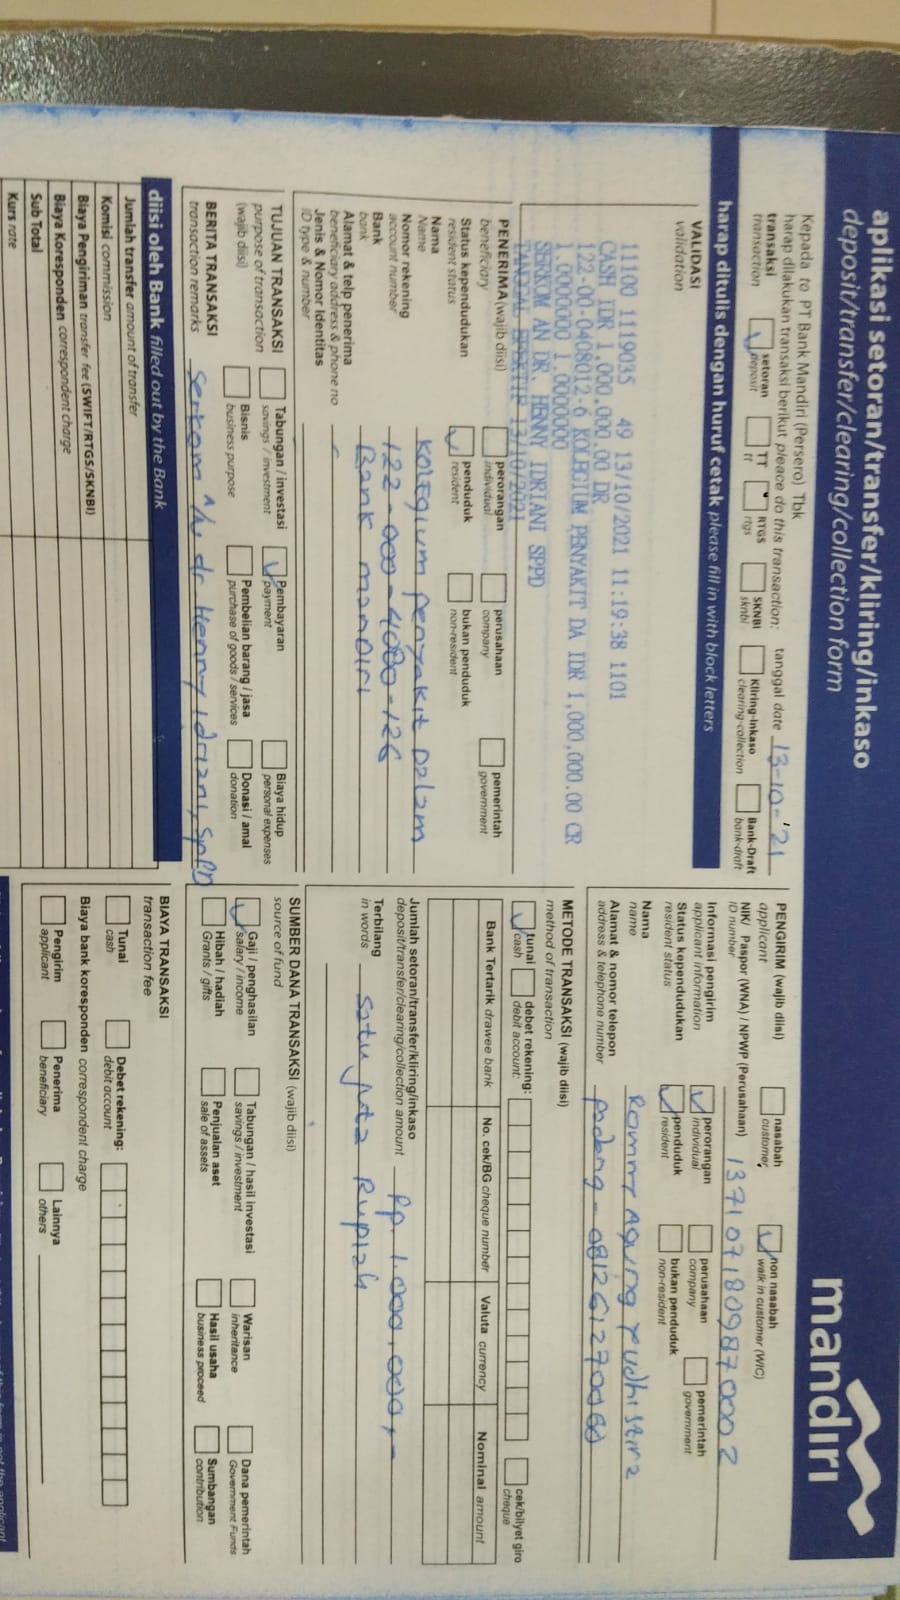 aplikasi setoran/transfer/kliring/inkaso
deposit/transfer/clearing/collection form
mandiri
Kepada to PT Bank Mandiri (Persero) Tbk
harap dilakukan transaksi berikut please do this transaction:
tanggal date 13-10-'21
transaksi
transaction
setoran
deposit
TT
tt
RTGS
rtgs
SKNBI
sknbi
Kliring-Inkaso
clearing-collection
Bank-Draft
bank-draft
harap ditulis dengan huruf cetak please fill in with block letters
VALIDASI
validation
11100 1119035 49 13/10/2021 11:19:38 1101
CASH IDR 1,000,000.00 DR
122-00-0408012-6 KOLEGIUM PENYAKIT DA IDR 1,000,000.00 CR
1.0000000 1.0000000
SERKOM AN DR. HENNY IDRIANI SPPD
TANGGAL EFEKTIF 13/10/2021
PENERIMA (wajib diisi)
beneficiary
perorangan
individual
perusahaan
company
pemerintah
government
Status kependudukan
resident status
penduduk
resident
bukan penduduk
non-resident
Nama
Name
Kolegium Penyakit Dalam
Nomor rekening
account number
122-000-4080-126
Bank
bank
Bank Mandiri
Alamat & telp penerima
beneficiary address & phone no
Jenis & Nomor Identitas
ID type & number
TUJUAN TRANSAKSI
purpose of transaction
(wajib diisi)
Tabungan / investasi
savings / investment
Pembayaran
payment
Biaya hidup
personal expenses
Bisnis
business purpose
Pembelian barang / jasa
purchase of goods / services
Donasi / amal
donation
BERITA TRANSAKSI
transaction remarks
Serkom A/n dr Henny Idriani, SpPD
diisi oleh Bank filled out by the Bank
Jumlah transfer amount of transfer
Komisi commission
Biaya Pengiriman transfer fee (SWIFT/RTGS/SKNBI)
Biaya Koresponden correspondent charge
Sub Total
Kurs rate
PENGIRIM (wajib diisi)
applicant
nasabah
customer
non nasabah
walk in customer (WIC)
NIK/ Paspor (WNA) / NPWP (Perusahaan)
ID number
1371071809870002
Informasi pengirim
applicant information
perorangan
individual
perusahaan
company
pemerintah
government
Status Kependudukan
resident status
penduduk
resident
bukan penduduk
non-resident
Nama
name
Rommy Agung Yudhistira
Alamat & nomor telepon
address & telephone number
Padang - 081261270060
METODE TRANSAKSI (wajib diisi)
method of transaction
tunai
cash
debet rekening:
debit account:
cek/bilyet giro
cheque
Bank Tertarik drawee bank
No. cek/BG cheque number
Valuta currency
Nominal amount
Jumlah setoran/transfer/kliring/inkaso
deposit/transfer/clearing/collection amount
Rp. 1.000.000,-
Terbilang
in words
Satu Juta Rupiah
SUMBER DANA TRANSAKSI (wajib diisi)
source of fund
Gaji / penghasilan
salary / income
Tabungan / hasil investasi
savings / investment
Warisan
inheritance
Dana pemerintah
Government Funds
Hibah / hadiah
Grants / gifts
Penjualan aset
sale of assets
Hasil usaha
business proceed
Sumbangan
contribution
BIAYA TRANSAKSI
transaction fee
Tunai
cash
Debet rekening:
debit account
Biaya bank koresponden correspondent charge
Pengirim
applicant
Penerima
beneficiary
Lainnya
others